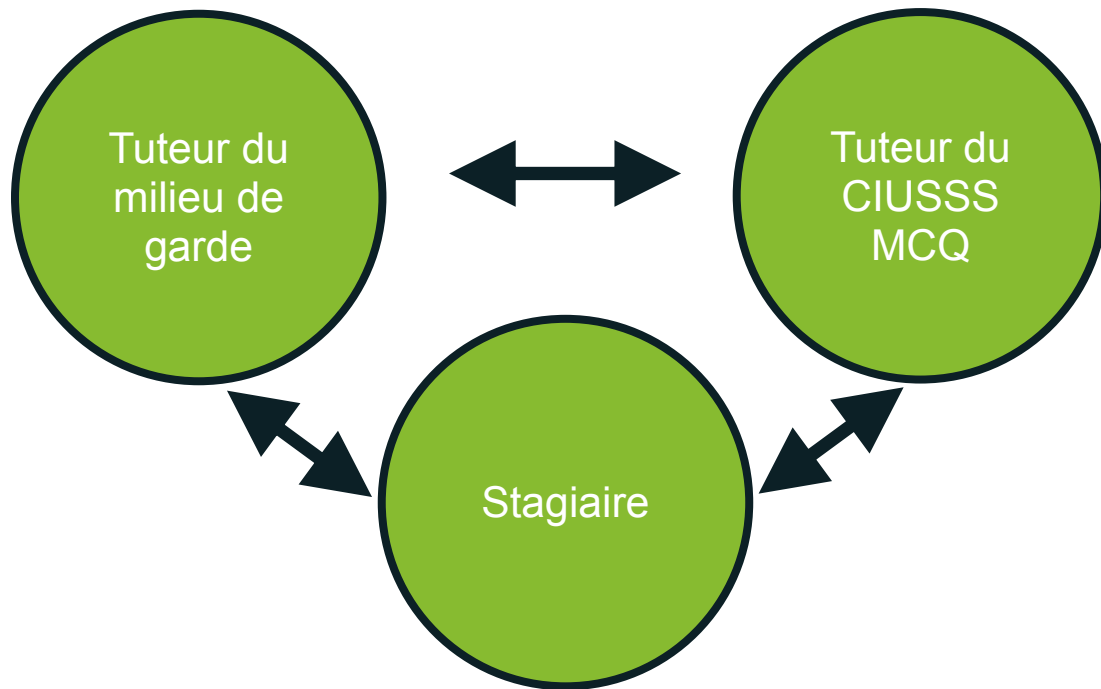 Tuteur du
milieu de
garde
Tuteur du
CIUSSS
MCQ
Stagiaire